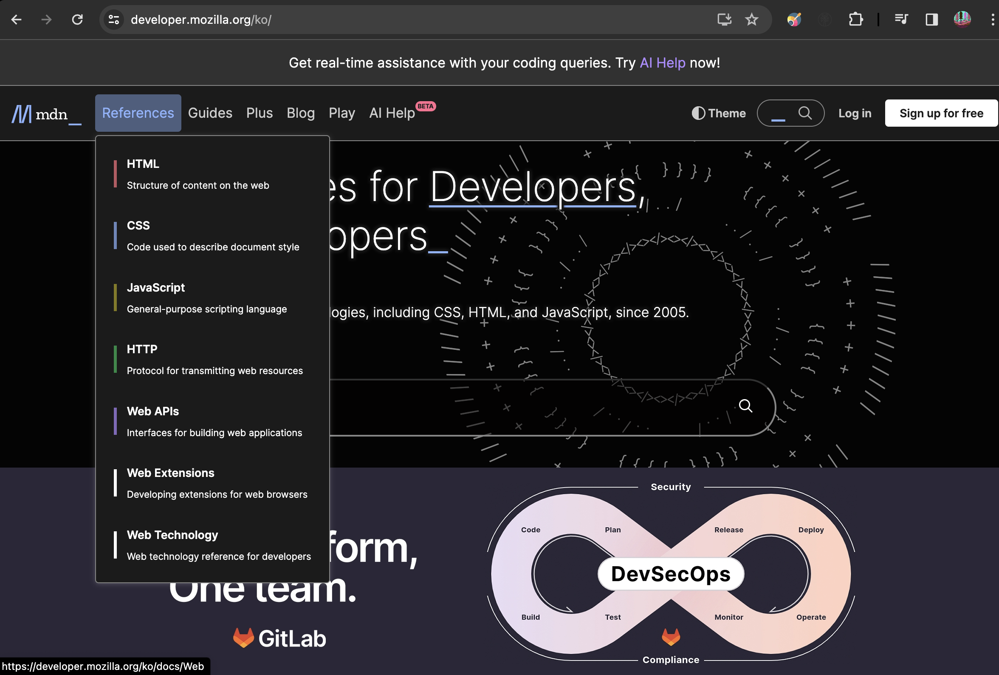 developer.mozilla.org/ko/
Get real-time assistance with your coding queries. Try AI Help now!
mdn_
References Guides Plus Blog Play AI Help BETA
Theme Log in Sign up for free
HTML
Structure of content on the web
CSS
Code used to describe document style
JavaScript
General-purpose scripting language
HTTP
Protocol for transmitting web resources
Web APIs
Interfaces for building web applications
Web Extensions
Developing extensions for web browsers
Web Technology
Web technology reference for developers
for Developers,
opers_
logies, including CSS, HTML, and JavaScript, since 2005.
form,
One team.
GitLab
Security
Code Plan Release Deploy
DevSecOps
Build Test Monitor Operate
Compliance
https://developer.mozilla.org/ko/docs/Web